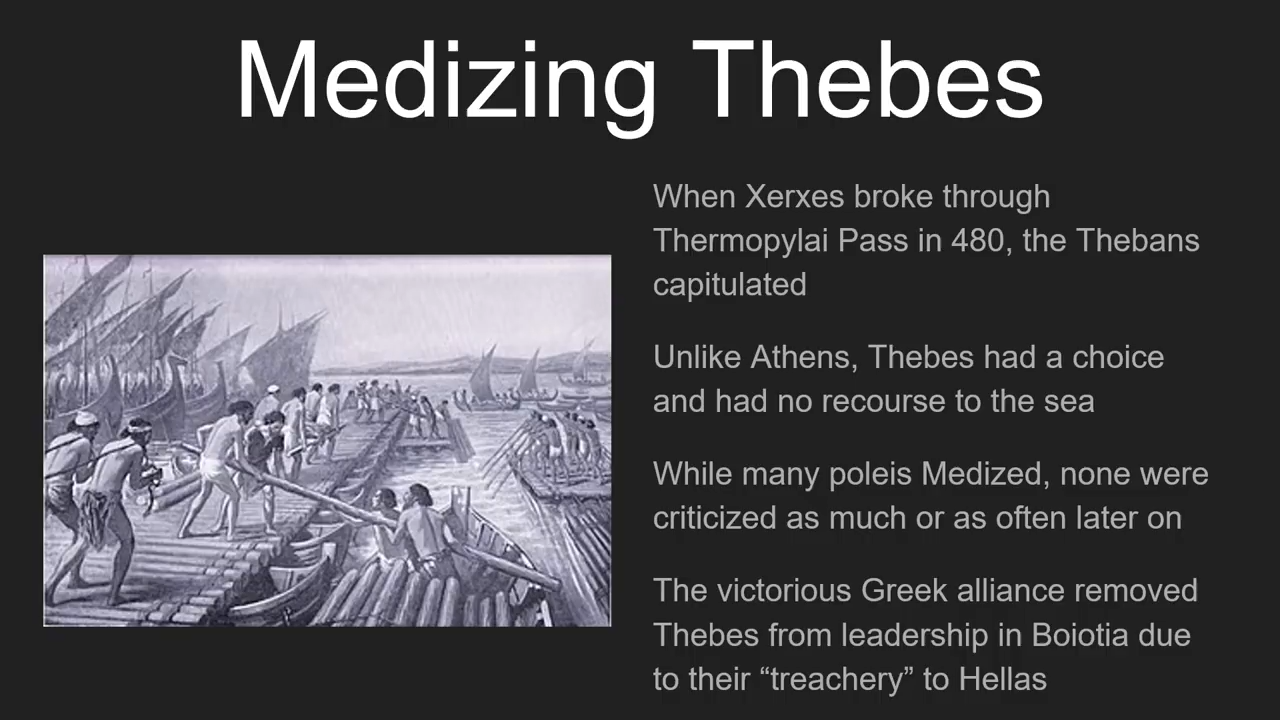 Medizing Thebes
When Xerxes broke through
Thermopylai Pass in 480, the Thebans
capitulated
Unlike Athens, Thebes had a choice
and had no recourse to the sea
While many poleis Medized, none were
criticized as much or as often later on
The victorious Greek alliance removed
Thebes from leadership in Boiotia due
to their “treachery” to Hellas